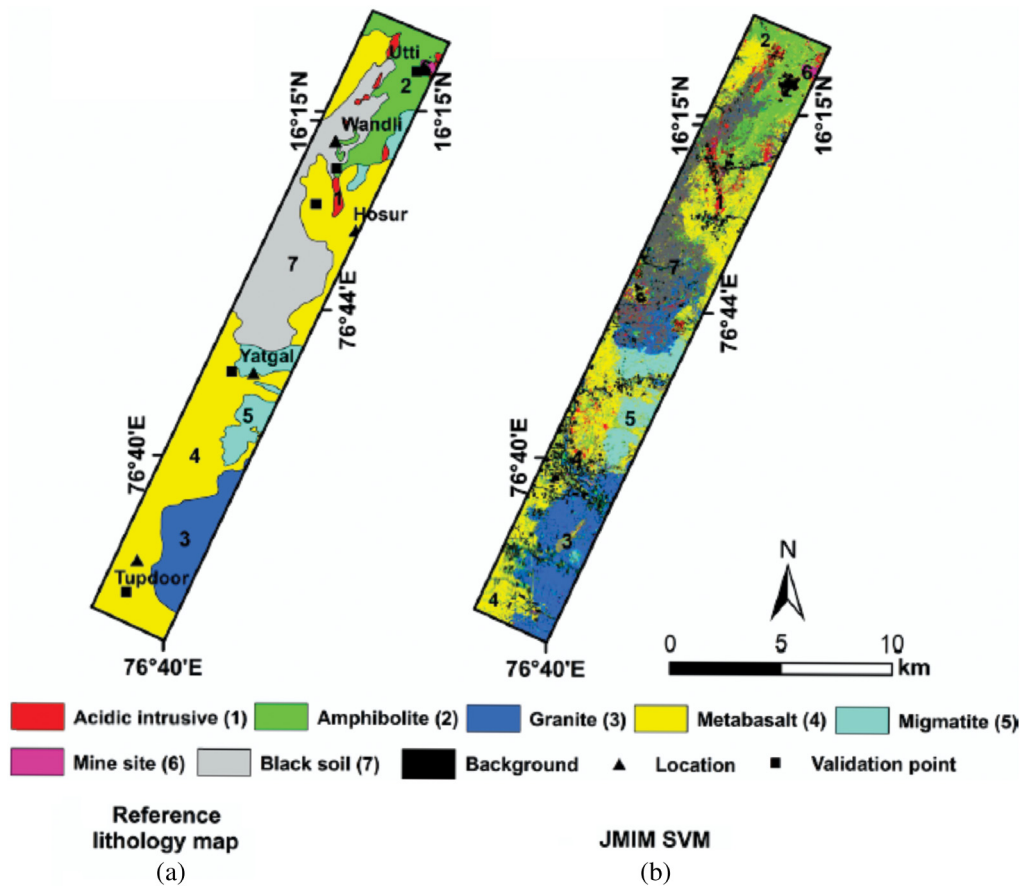 Utti
2
16°15'N
16°15'N
Wandli
1
Hosur
7
76°44'E
Yatgal
5
4
76°40'E
3
Tupdoor
76°40'E
2
6
16°15'N
16°15'N
1
7
76°44'E
5
4
76°40'E
3
4
76°40'E
N
0 5 10
km
Acidic intrusive (1) Amphibolite (2) Granite (3) Metabasalt (4) Migmatite (5)
Mine site (6) Black soil (7) Background Location Validation point
Reference
lithology map
JMIM SVM
(a) (b)